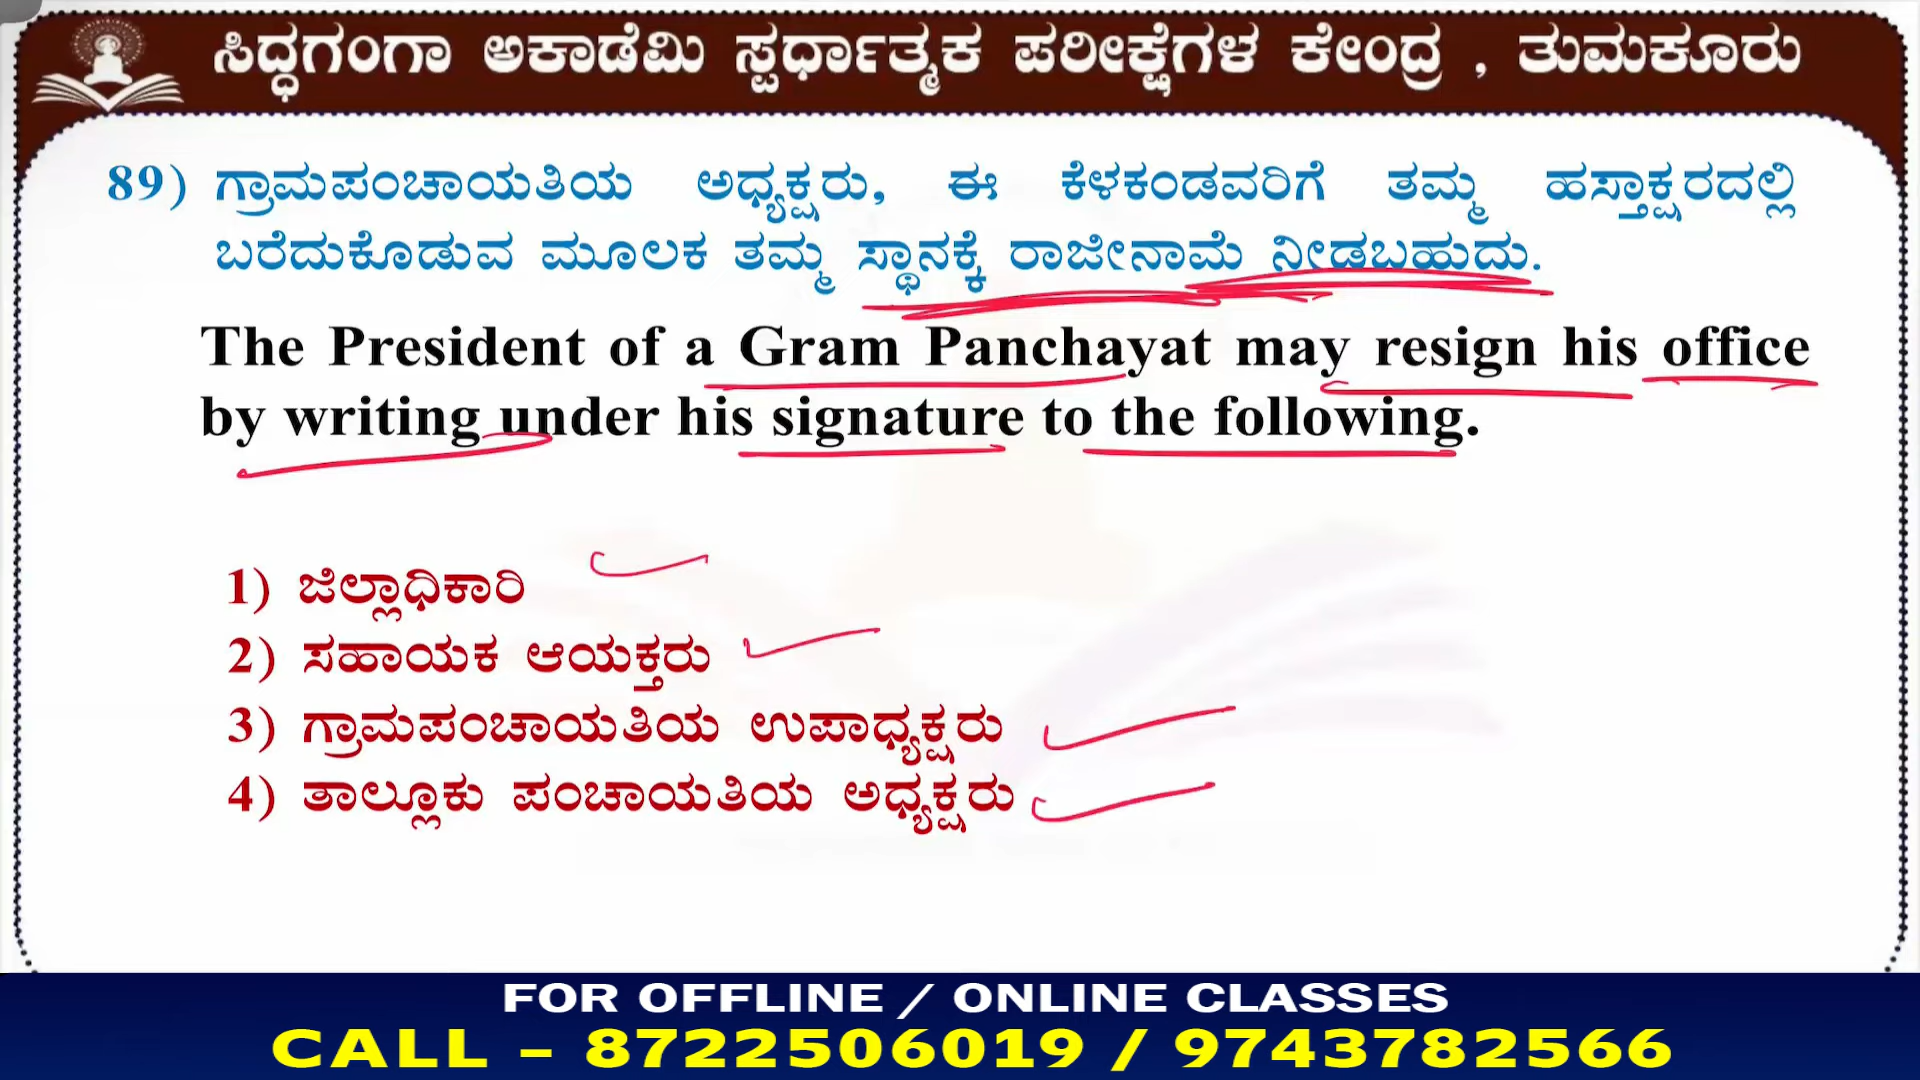 ಸಿದ್ಧಗಂಗಾ ಅಕಾಡೆಮಿ ಸ್ಪರ್ಧಾತ್ಮಕ ಪರೀಕ್ಷೆಗಳ ಕೇಂದ್ರ , ತುಮಕೂರು
89) ಗ್ರಾಮಪಂಚಾಯತಿಯ ಅಧ್ಯಕ್ಷರು, ಈ ಕೆಳಕಂಡವರಿಗೆ ತಮ್ಮ ಹಸ್ತಾಕ್ಷರದಲ್ಲಿ
ಬರೆದುಕೊಡುವ ಮೂಲಕ ತಮ್ಮ ಸ್ಥಾನಕ್ಕೆ ರಾಜೀನಾಮೆ ನೀಡಬಹುದು.
The President of a Gram Panchayat may resign his office
by writing under his signature to the following.
1) ಜಿಲ್ಲಾಧಿಕಾರಿ
2) ಸಹಾಯಕ ಆಯಕ್ತರು
3) ಗ್ರಾಮಪಂಚಾಯತಿಯ ಉಪಾಧ್ಯಕ್ಷರು
4) ತಾಲ್ಲೂಕು ಪಂಚಾಯತಿಯ ಅಧ್ಯಕ್ಷರು
FOR OFFLINE / ONLINE CLASSES
CALL – 8722506019 / 9743782566